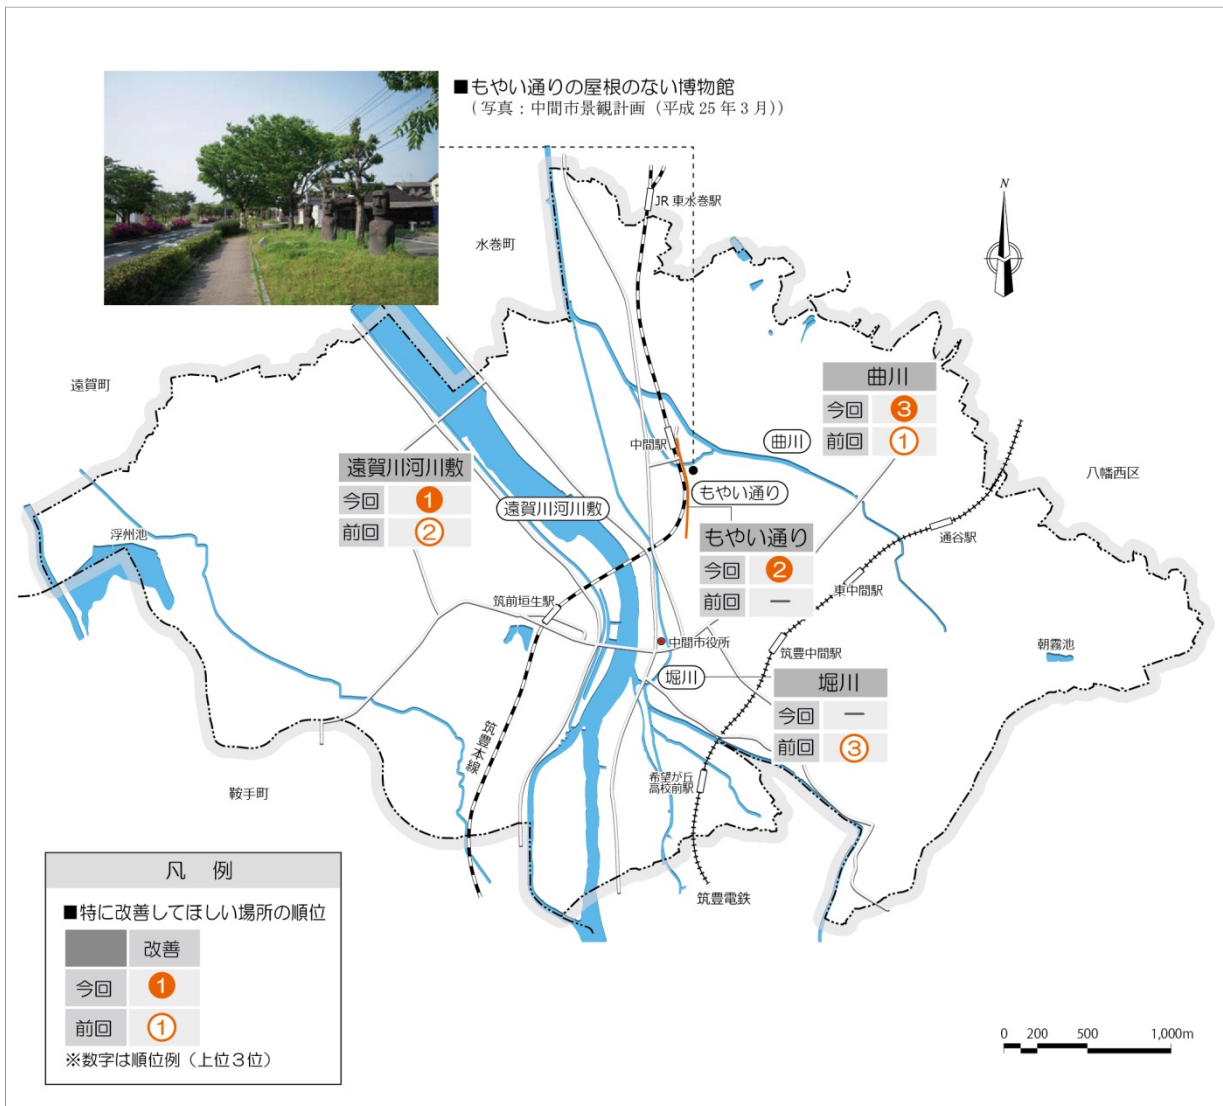 ■もやい通りの屋根のない博物館
(写真：中間市景観計画（平成25年3月))
N
JR東水巻駅
水巻町
遠賀町
曲川
今回 3
前回 1
中間駅
曲川
八幡西区
遠賀川河川敷
今回 1
前回 2
遠賀川河川敷
もやい通り
もやい通り
今回 2
前回 ―
浮州池
通谷駅
東中間駅
筑前垣生駅
中間市役所
筑豊中間駅
朝霧池
堀川
堀川
今回 ―
前回 3
筑豊本線
希望が丘
高校前駅
鞍手町
筑豊電鉄
凡 例
■特に改善してほしい場所の順位
改善
今回 1
前回 1
※数字は順位例（上位3位）
0 200 500 1,000m